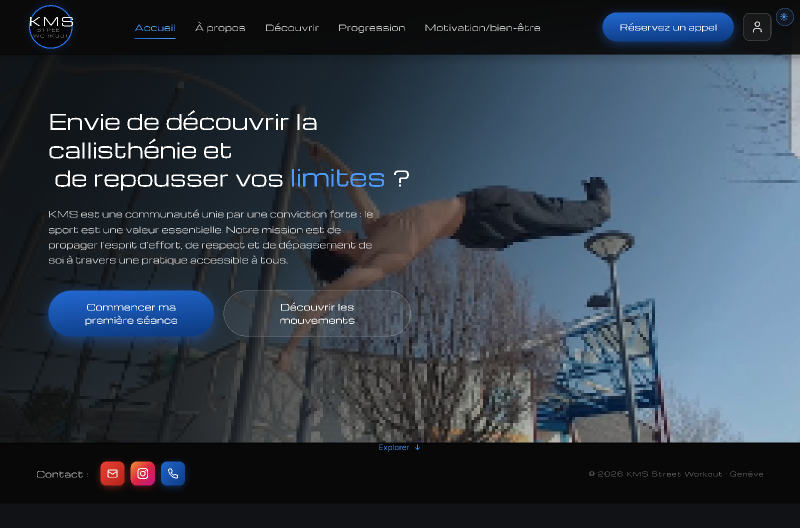 KMS
STREET
WORKOUT
Accueil
À propos
Découvrir
Progression
Motivation/bien-être
Réservez un appel
Envie de découvrir la
callisthénie et
de repousser vos limites ?
KMS est une communauté unie par une conviction forte : le
sport est une valeur essentielle. Notre mission est de
propager l'esprit d'effort, de respect et de dépassement de
soi à travers une pratique accessible à tous.
Commencer ma
première séance
Découvrir les
mouvements
Explorer ↓
Contact :
© 2026 KMS Street Workout · Genève